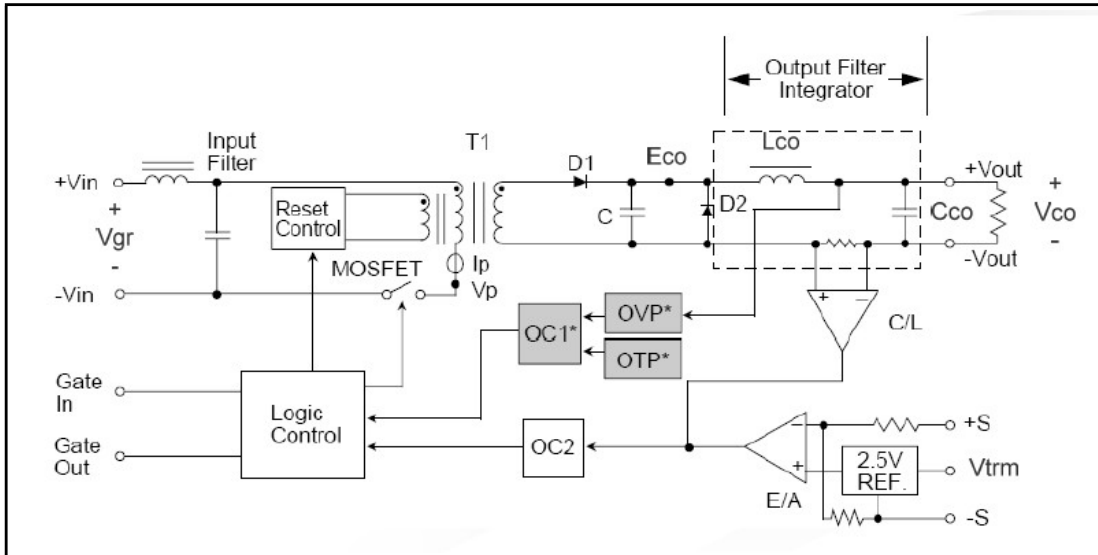 Output Filter
Integrator
Input
Filter
T1
D1
Eco
Lco
+Vin
+
Vgr
-
-Vin
Reset
Control
C
D2
Cco
+Vout
-Vout
+
Vco
-
MOSFET
Ip
Vp
OC1*
OVP*
OTP*
+
−
C/L
Gate
In
Gate
Out
Logic
Control
OC2
−
+
E/A
2.5V
REF.
+S
Vtrm
-S